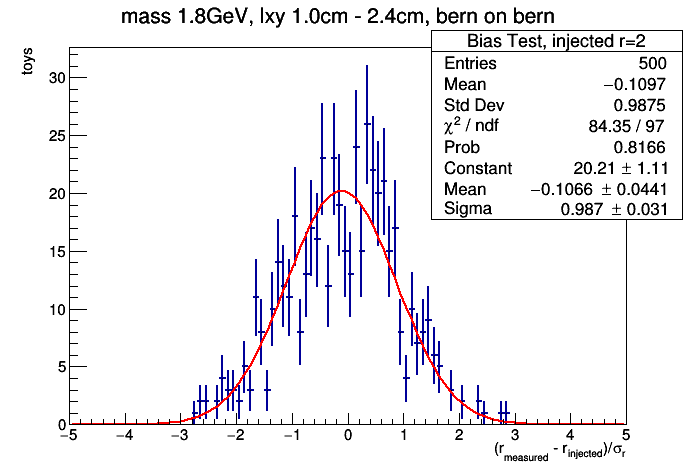 mass 1.8GeV, lxy 1.0cm - 2.4cm, bern on bern
Bias Test, injected r=2
Entries 500
Mean −0.1097
Std Dev 0.9875
χ² / ndf 84.35 / 97
Prob 0.8166
Constant 20.21 ± 1.11
Mean −0.1066 ± 0.0441
Sigma 0.987 ± 0.031
toys
30
25
20
15
10
5
0
−5 −4 −3 −2 −1 0 1 2 3 4 5
(r_measured - r_injected)/σ_r